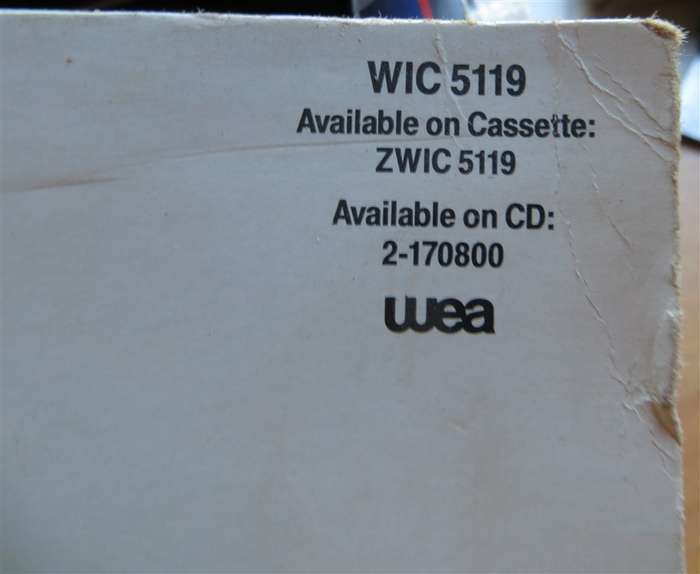 WIC 5119
Available on Cassette:
ZWIC 5119
Available on CD:
2-170800
wea